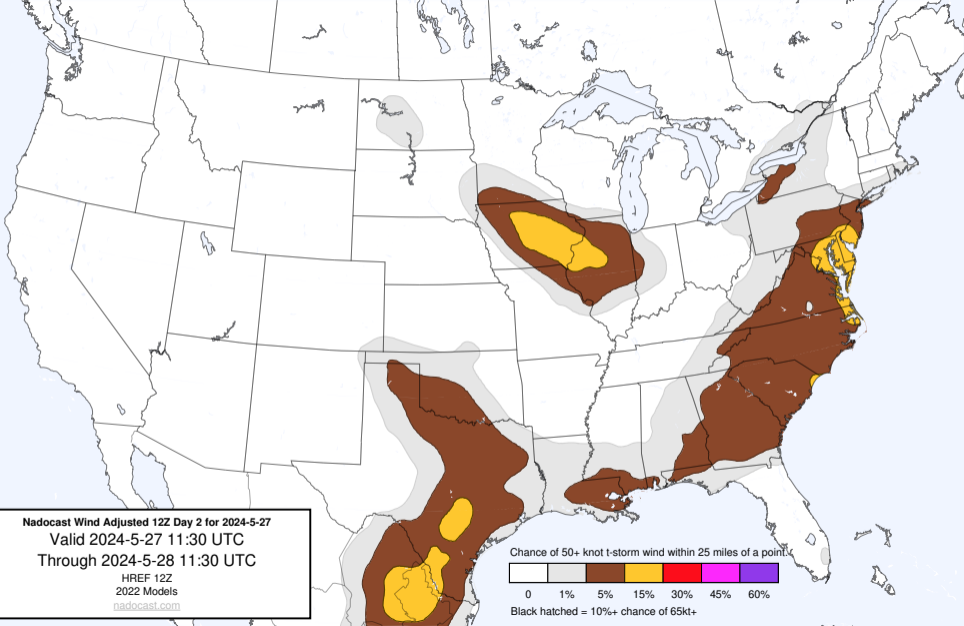 Nadocast Wind Adjusted 12Z Day 2 for 2024-5-27
Valid 2024-5-27 11:30 UTC
Through 2024-5-28 11:30 UTC
HREF 12Z
2022 Models
nadocast.com
Chance of 50+ knot t-storm wind within 25 miles of a point.
0 1% 5% 15% 30% 45% 60%
Black hatched = 10%+ chance of 65kt+